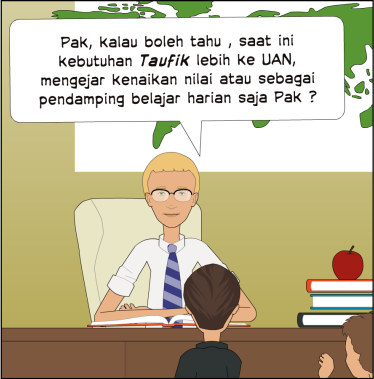 Pak, kalau boleh tahu , saat ini
kebutuhan Taufik lebih ke UAN,
mengejar kenaikan nilai atau sebagai
pendamping belajar harian saja Pak ?